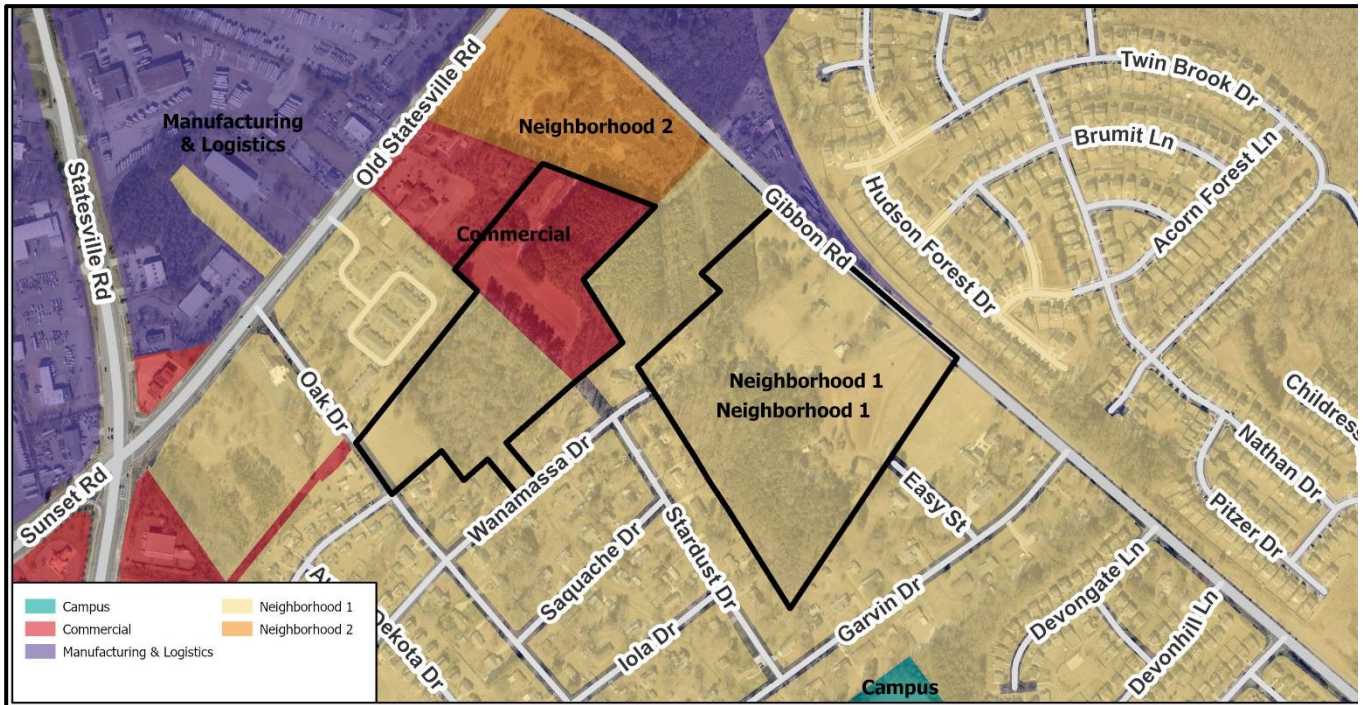 Twin Brook Dr
Brumit Ln
Acorn Forest Ln
Manufacturing
& Logistics
Old Statesville Rd
Neighborhood 2
Statesville Rd
Gibbon Rd
Hudson Forest Dr
Commercial
Neighborhood 1
Neighborhood 1
Childress
Oak Dr
Nathan Dr
Pitzer Dr
Sunset Rd
Wanamassa Dr
Easy St
Stardust Dr
Saquache Dr
Garvin Dr
Devongate Ln
Devonhill Ln
Iola Dr
Dekota Dr
Campus
Campus
Commercial
Manufacturing & Logistics
Neighborhood 1
Neighborhood 2